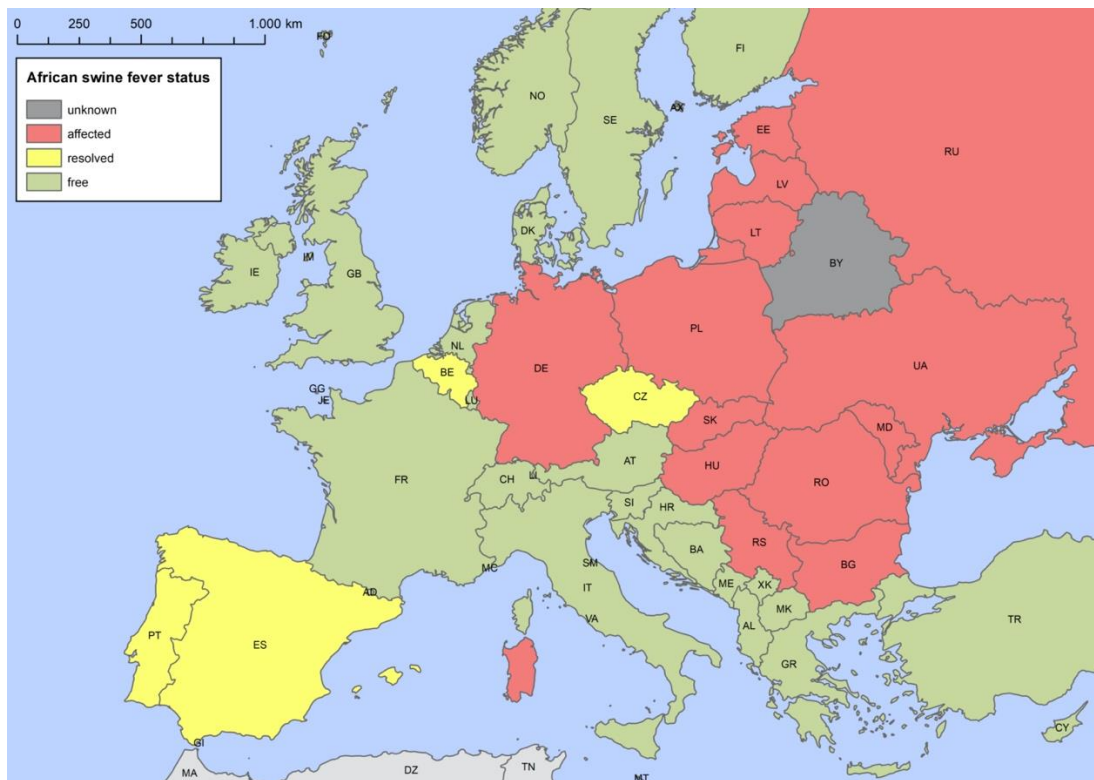 0 250 500 1.000 km
African swine fever status
unknown
affected
resolved
free
FO
FI
NO
SE
AX
EE
RU
LV
LT
DK
IE
IM
GB
BY
NL
PL
BE
DE
UA
LU
CZ
GG
JE
SK
MD
AT
HU
FR
CH
LI
RO
SI
HR
RS
BA
BG
MC
SM
ME
XK
IT
AD
MK
VA
AL
TR
PT
ES
GR
CY
GI
MA
DZ
TN
MT